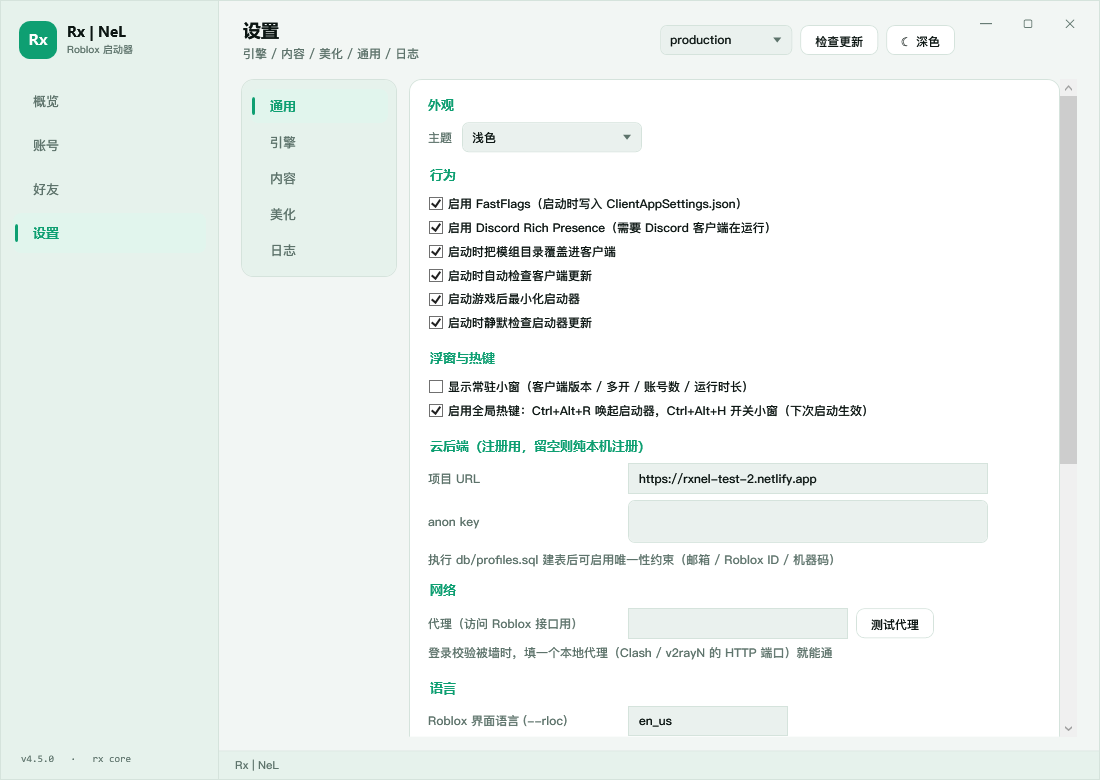 Rx
Rx | NeL
Roblox 启动器
概览
账号
好友
设置
v4.5.0 · rx core
设置
引擎 / 内容 / 美化 / 通用 / 日志
production
检查更新
☾ 深色
通用
引擎
内容
美化
日志
外观
主题 浅色
行为
启用 FastFlags（启动时写入 ClientAppSettings.json）
启用 Discord Rich Presence（需要 Discord 客户端在运行）
启动时把模组目录覆盖进客户端
启动时自动检查客户端更新
启动游戏后最小化启动器
启动时静默检查启动器更新
浮窗与热键
显示常驻小窗（客户端版本 / 多开 / 账号数 / 运行时长）
启用全局热键：Ctrl+Alt+R 唤起启动器，Ctrl+Alt+H 开关小窗（下次启动生效）
云后端（注册用，留空则纯本机注册）
项目 URL https://rxnel-test-2.netlify.app
anon key
执行 db/profiles.sql 建表后可启用唯一性约束（邮箱 / Roblox ID / 机器码）
网络
代理（访问 Roblox 接口用） 测试代理
登录校验被墙时，填一个本地代理（Clash / v2rayN 的 HTTP 端口）就能通
语言
Roblox 界面语言 (--rloc) en_us
Rx | NeL